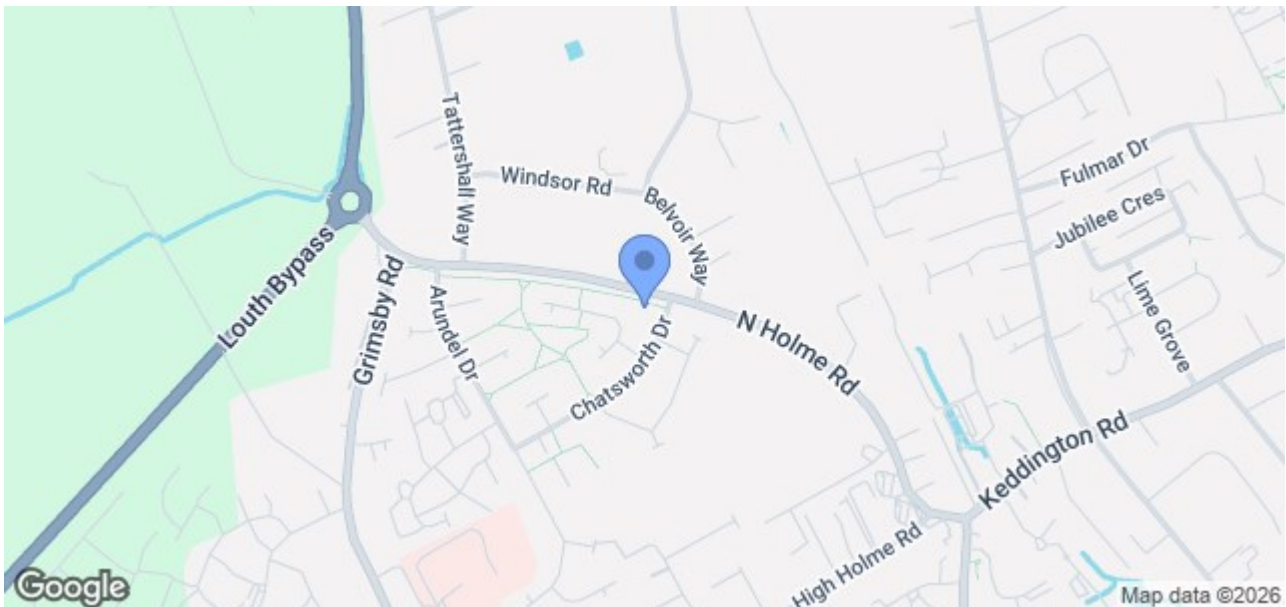 Tattershall Way
Windsor Rd
Belvoir Way
Fulmar Dr
Jubilee Cres
Lime Grove
Louth Bypass
Grimsby Rd
Arundel Dr
Chatsworth Dr
N Holme Rd
Keddington Rd
High Holme Rd
Google
Map data ©2026